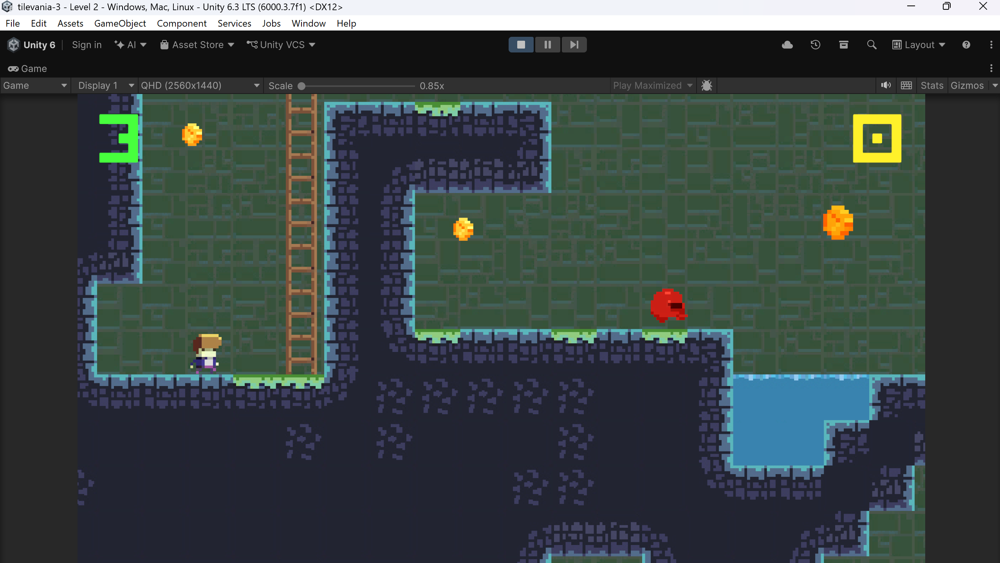 tilevania-3 - Level 2 - Windows, Mac, Linux - Unity 6.3 LTS (6000.3.7f1) <DX12>
File Edit Assets GameObject Component Services Jobs Window Help
Unity 6 Sign in AI Asset Store Unity VCS Layout
Game
Game Display 1 QHD (2560x1440) Scale 0.85x Play Maximized Stats Gizmos
3 0